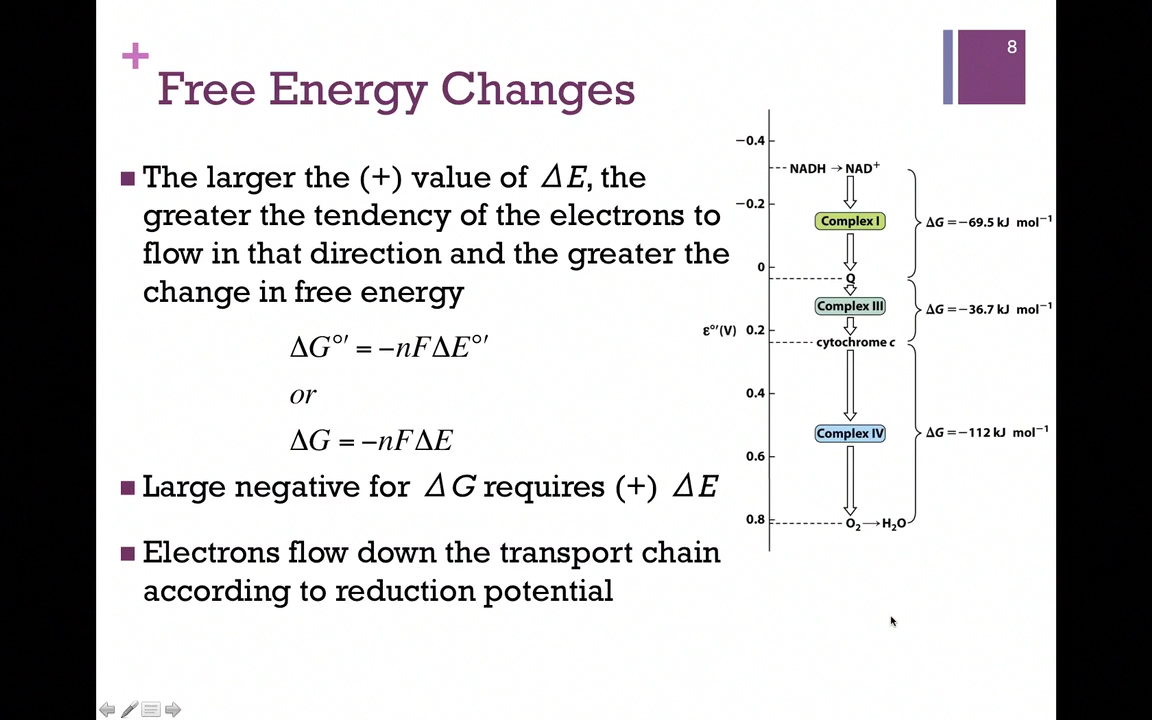 8
+
Free Energy Changes
The larger the (+) value of ΔE, the
greater the tendency of the electrons to
flow in that direction and the greater the
change in free energy
ΔG°′ = −nFΔE°′
or
ΔG = −nFΔE
Large negative for ΔG requires (+) ΔE
Electrons flow down the transport chain
according to reduction potential
−0.4
NADH → NAD⁺
−0.2
Complex I
ΔG = −69.5 kJ mol⁻¹
0
Q
Complex III
ΔG = −36.7 kJ mol⁻¹
ε°′(V) 0.2
cytochrome c
0.4
Complex IV
ΔG = −112 kJ mol⁻¹
0.6
0.8
O₂ → H₂O